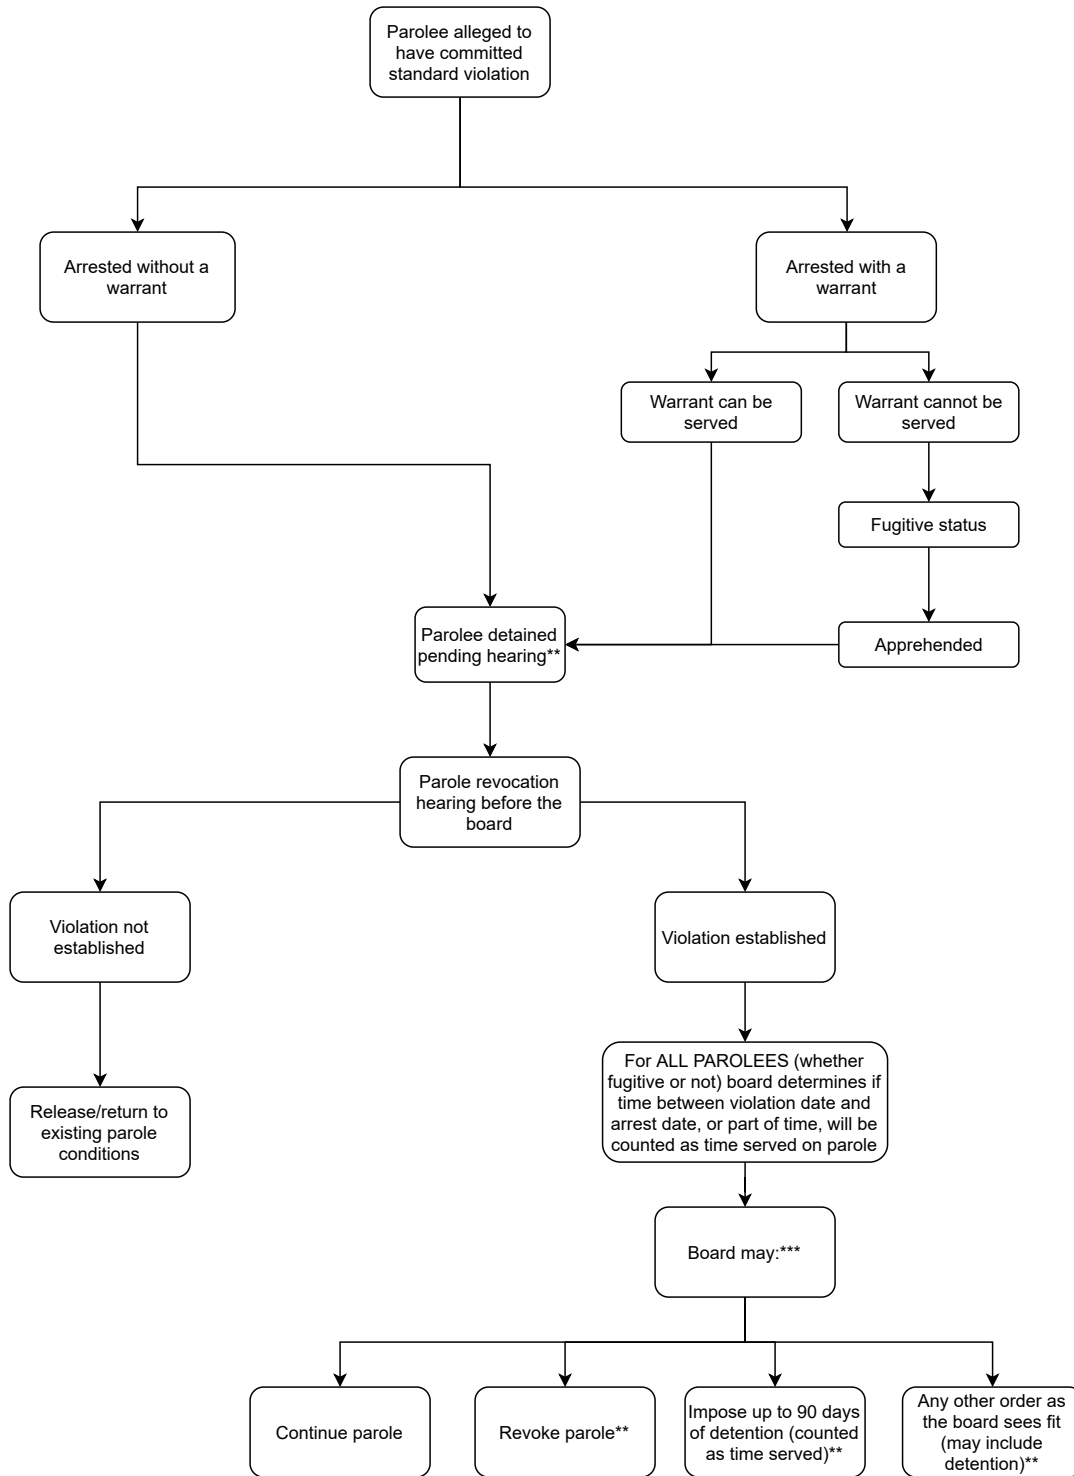 Parolee alleged to
have committed
standard violation
Arrested without a
warrant
Arrested with a
warrant
Warrant can be
served
Warrant cannot be
served
Fugitive status
Parolee detained
pending hearing**
Apprehended
Parole revocation
hearing before the
board
Violation not
established
Violation established
For ALL PAROLEES (whether
fugitive or not) board determines if
time between violation date and
arrest date, or part of time, will be
counted as time served on parole
Release/return to
existing parole
conditions
Board may:***
Continue parole
Revoke parole**
Impose up to 90 days
of detention (counted
as time served)**
Any other order as
the board sees fit
(may include
detention)**